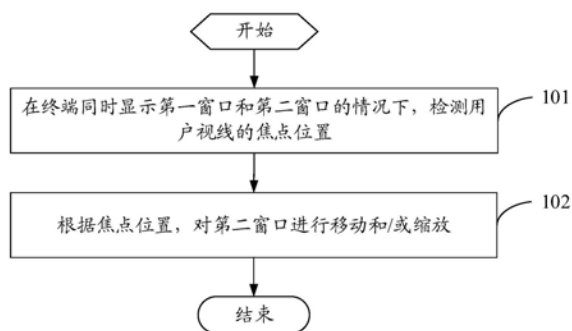 开始
在终端同时显示第一窗口和第二窗口的情况下，检测用
户视线的焦点位置
101
根据焦点位置，对第二窗口进行移动和/或缩放
102
结束